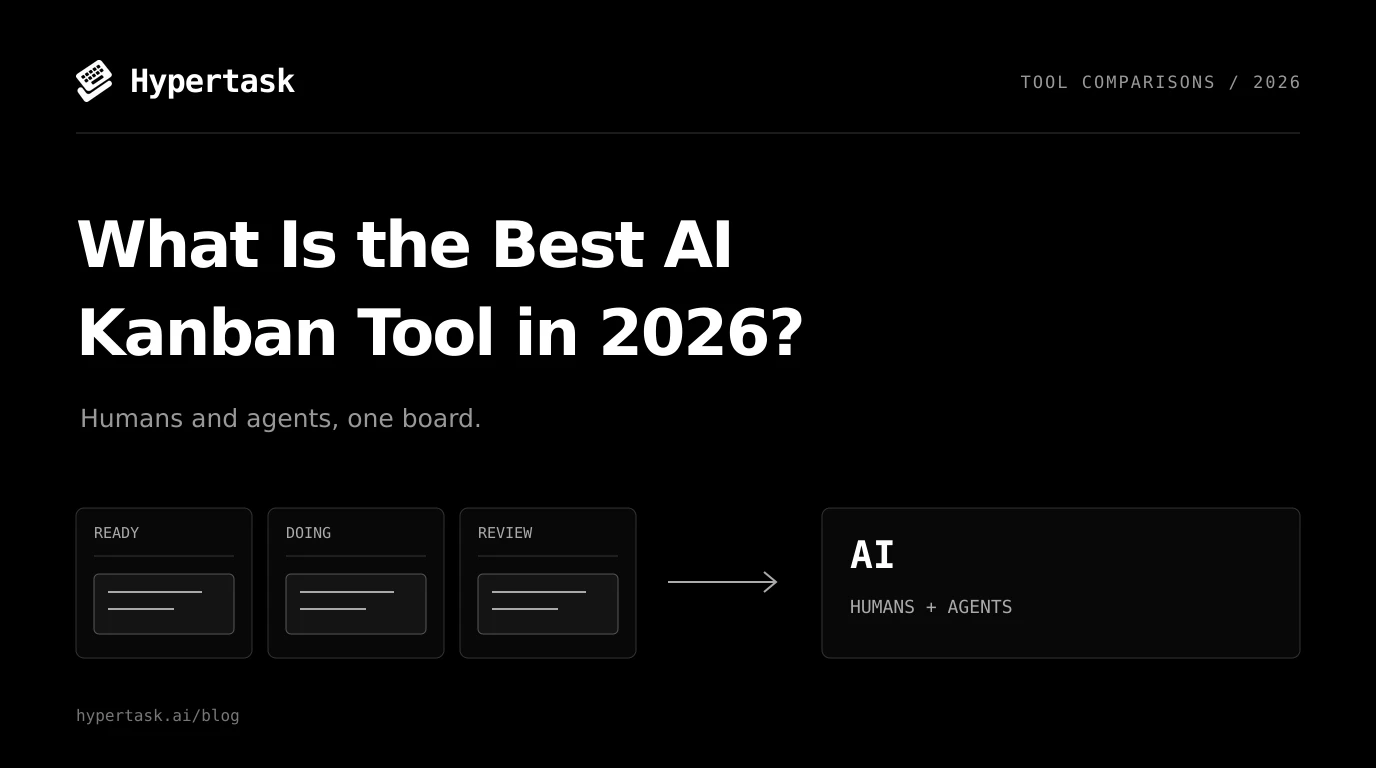 Hypertask
TOOL COMPARISONS / 2026
What Is the Best AI
Kanban Tool in 2026?
Humans and agents, one board.
READY
DOING
REVIEW
AI
HUMANS + AGENTS
hypertask.ai/blog